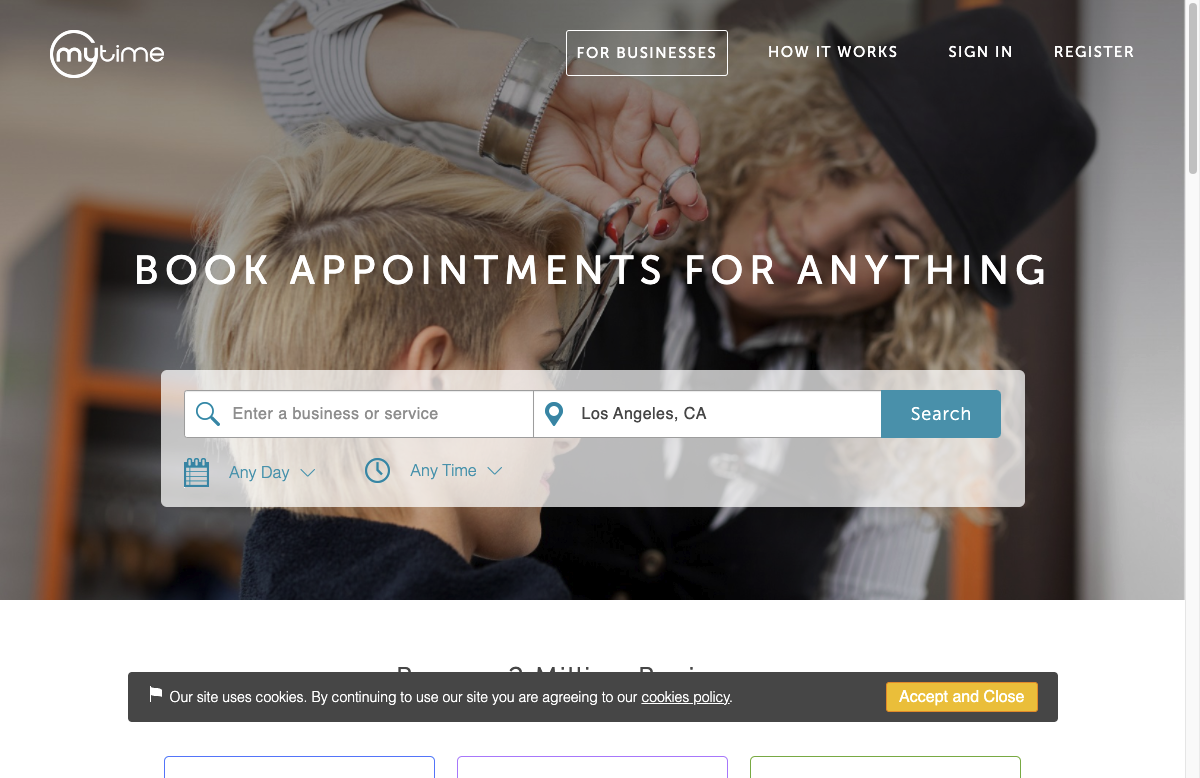 mytime
FOR BUSINESSES
HOW IT WORKS
SIGN IN
REGISTER
BOOK APPOINTMENTS FOR ANYTHING
Enter a business or service
Los Angeles, CA
Search
Any Day
Any Time
Our site uses cookies. By continuing to use our site you are agreeing to our cookies policy.
Accept and Close